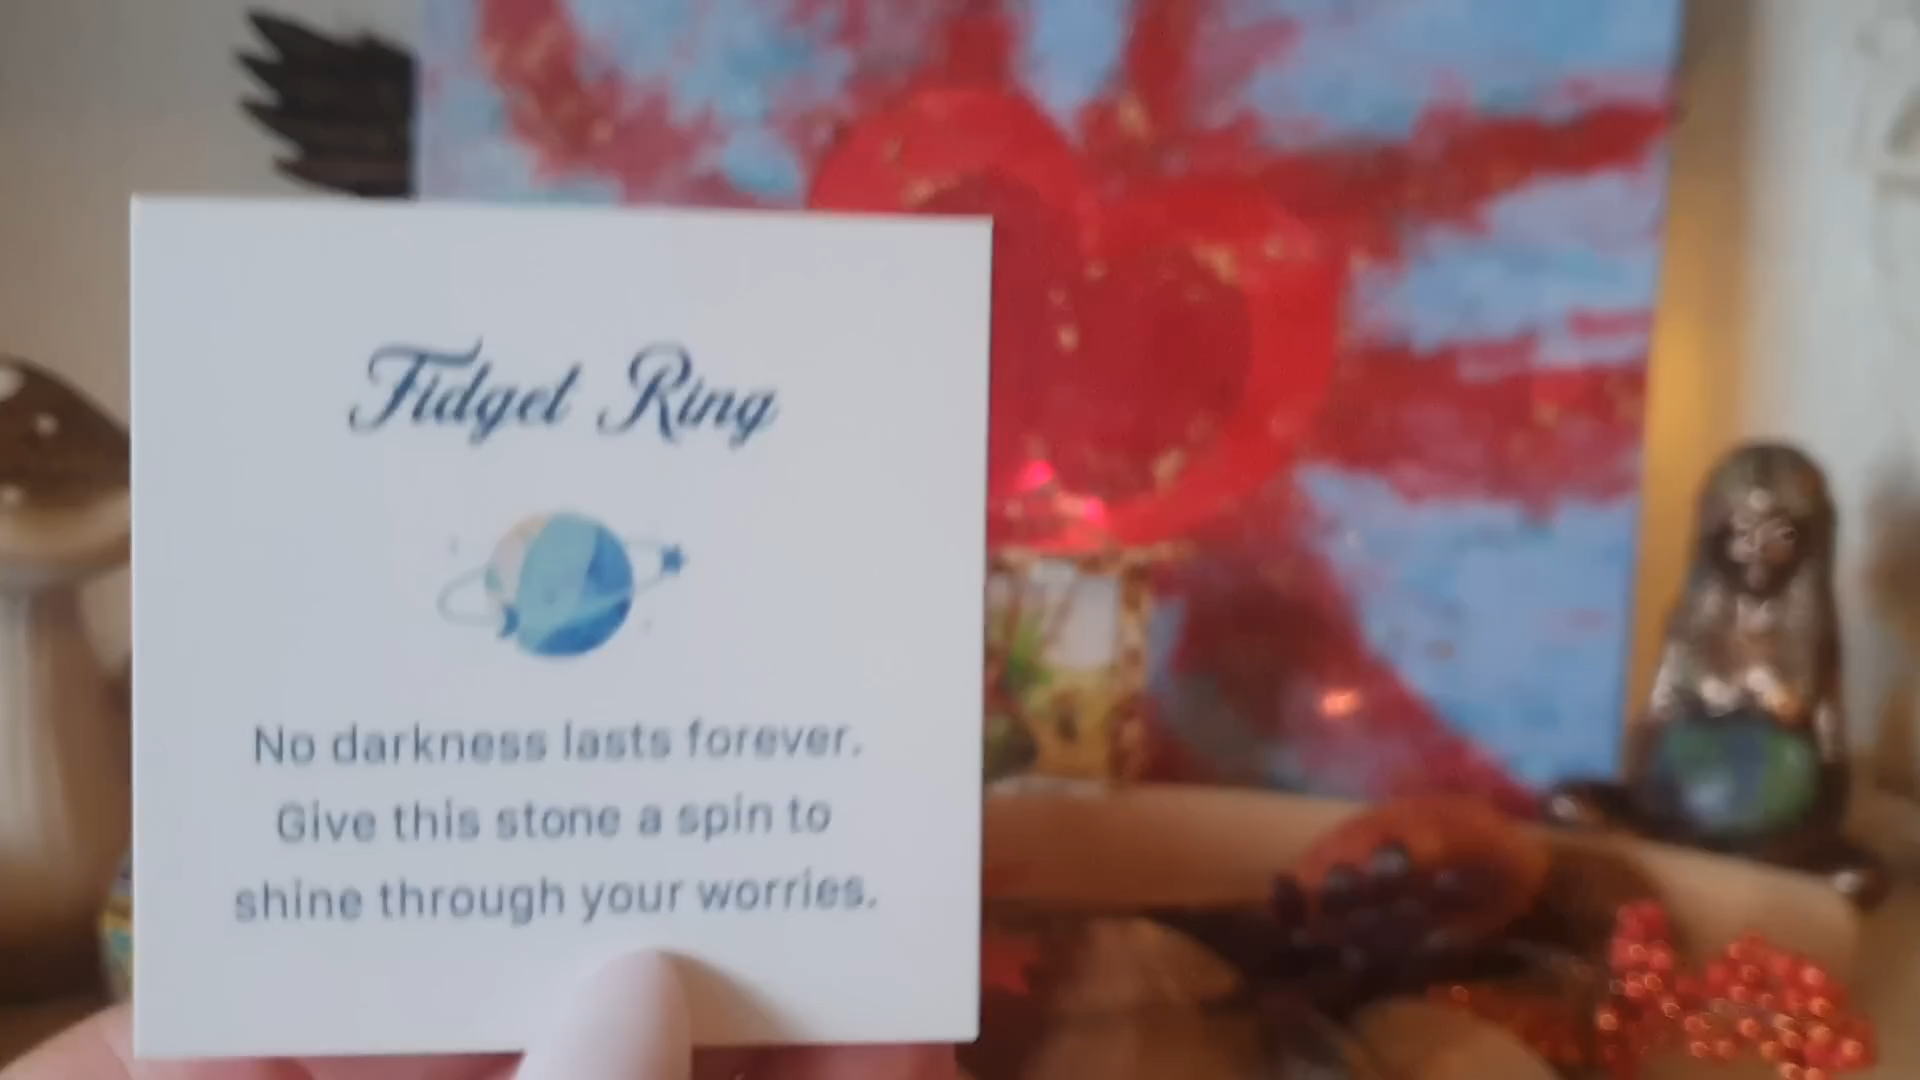 Fidget Ring
No darkness lasts forever.
Give this stone a spin to
shine through your worries.